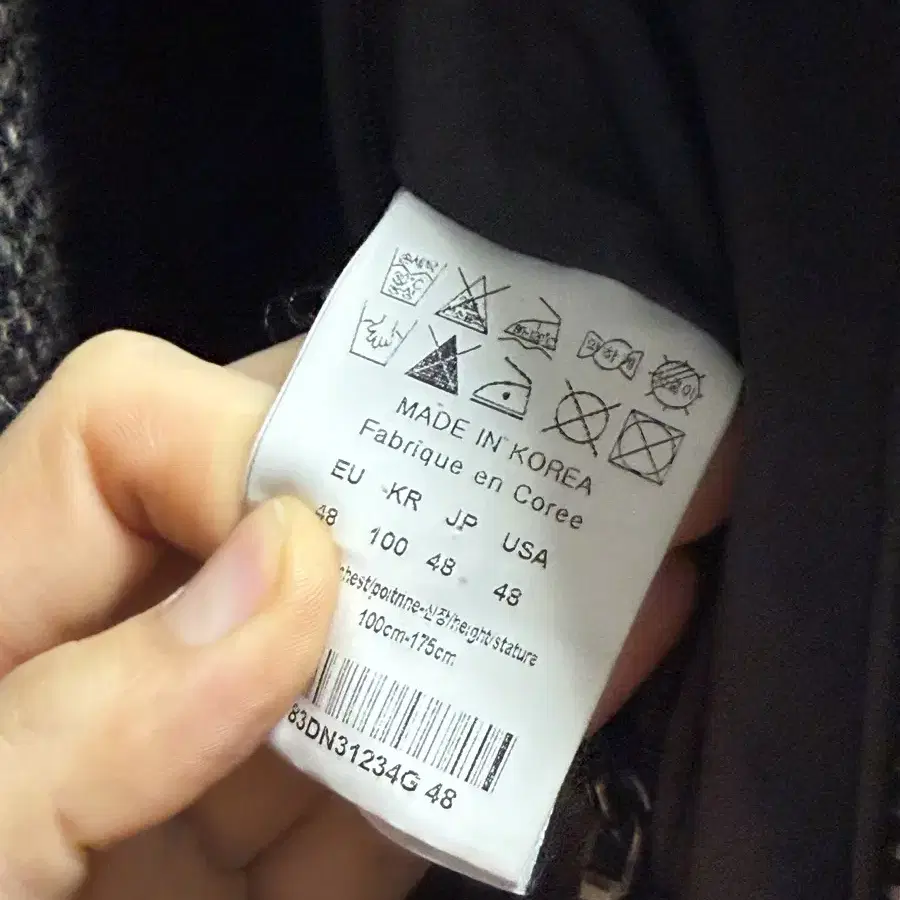 MADE IN KOREA
Fabrique en Coree
EU KR JP USA
48 100 48 48
chest/poitrine-신장/height/stature
100cm-175cm
83DN31234G 48